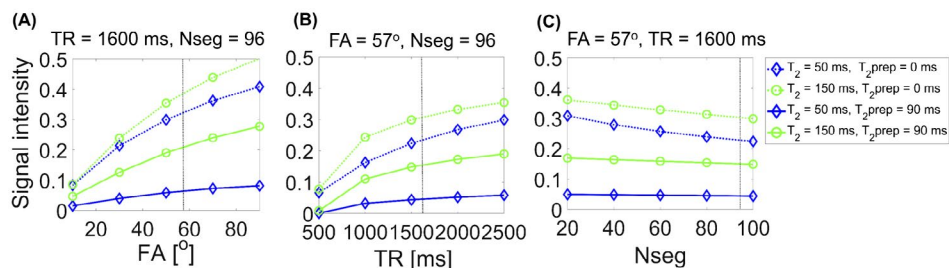 (A)
TR = 1600 ms, Nseg = 96
Signal intensity
0.5
0.4
0.3
0.2
0.1
0
20 40 60 80
FA [°]
(B)
FA = 57°, Nseg = 96
0.5
0.4
0.3
0.2
0.1
0
500 1000 1500 2000 2500
TR [ms]
(C)
FA = 57°, TR = 1600 ms
0.5
0.4
0.3
0.2
0.1
0
20 40 60 80 100
Nseg
T2 = 50 ms, T2prep = 0 ms
T2 = 150 ms, T2prep = 0 ms
T2 = 50 ms, T2prep = 90 ms
T2 = 150 ms, T2prep = 90 ms